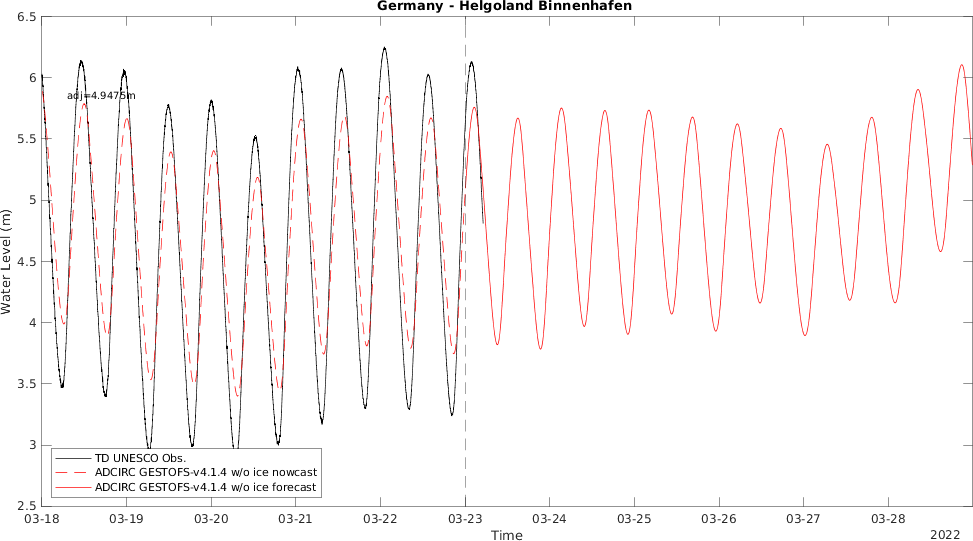 Germany - Helgoland Binnenhafen
6.5
6
5.5
5
4.5
4
3.5
3
2.5
Water Level (m)
adj=4.9475m
TD UNESCO Obs.
ADCIRC GESTOFS-v4.1.4 w/o ice nowcast
ADCIRC GESTOFS-v4.1.4 w/o ice forecast
03-18 03-19 03-20 03-21 03-22 03-23 03-24 03-25 03-26 03-27 03-28
Time
2022